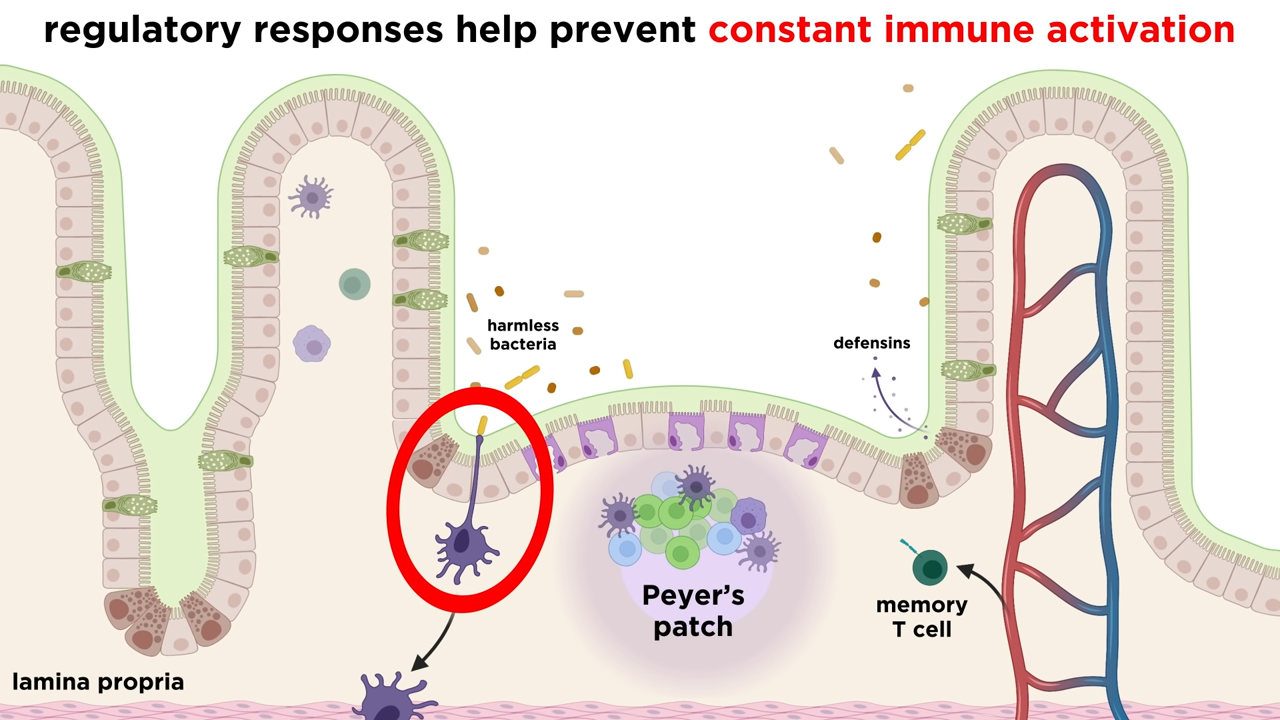 regulatory responses help prevent constant immune activation
harmless
bacteria
defensins
Peyer's
patch
memory
T cell
lamina propria